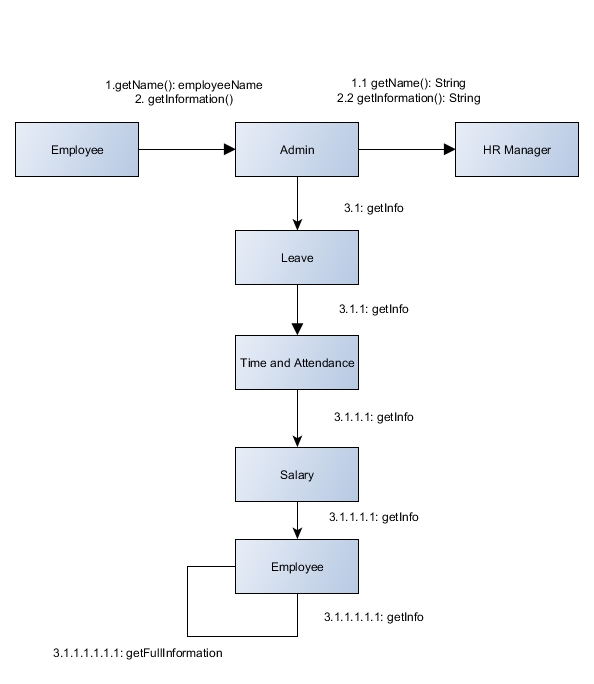 1.getName(): employeeName
2. getInformation()
1.1 getName(): String
2.2 getInformation(): String
Employee
Admin
HR Manager
3.1: getInfo
Leave
3.1.1: getInfo
Time and Attendance
3.1.1.1: getInfo
Salary
3.1.1.1.1: getInfo
Employee
3.1.1.1.1.1: getInfo
3.1.1.1.1.1.1: getFullInformation